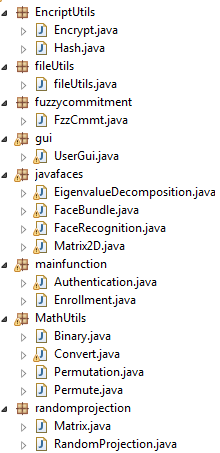 EncriptUtils
Encrypt.java
Hash.java
fileUtils
fileUtils.java
fuzzycommitment
FzzCmmt.java
gui
UserGui.java
javafaces
EigenvalueDecomposition.java
FaceBundle.java
FaceRecognition.java
Matrix2D.java
mainfunction
Authentication.java
Enrollment.java
MathUtils
Binary.java
Convert.java
Permutation.java
Permute.java
randomprojection
Matrix.java
RandomProjection.java